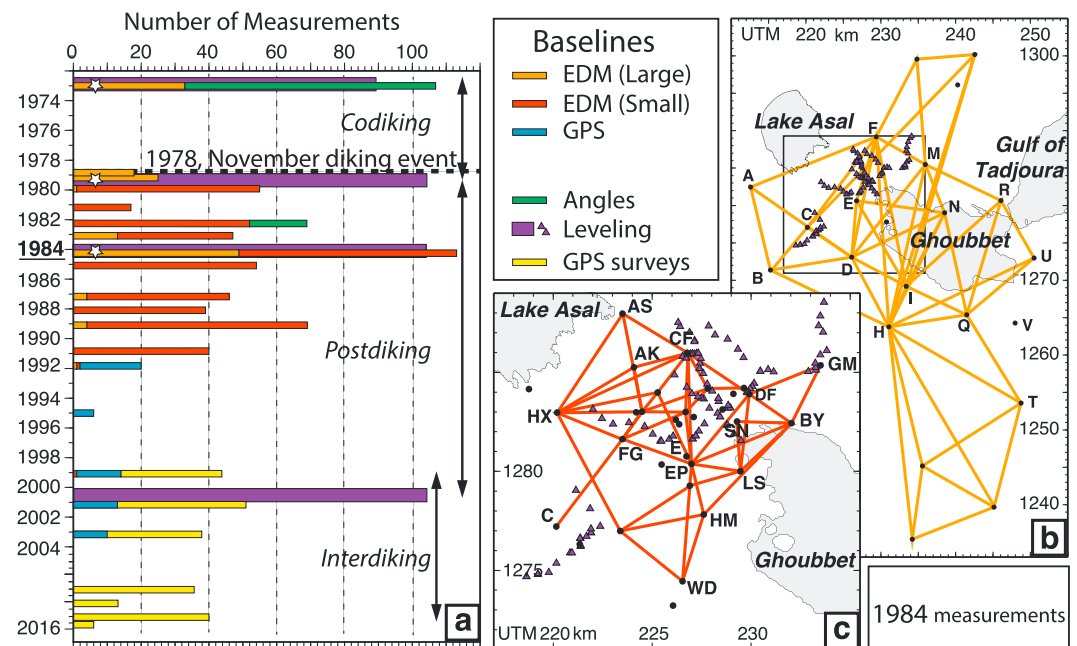 Number of Measurements
0 20 40 60 80 100
1974
1976
1978
1980
1982
1984
1986
1988
1990
1992
1994
1996
1998
2000
2002
2004
2016
Codiking
1978, November diking event
Postdiking
Interdiking
a
Baselines
EDM (Large)
EDM (Small)
GPS
Angles
Leveling
GPS surveys
UTM 220 km 230 240 250
1300
Lake Asal
Gulf of
Tadjoura
Ghoubbet
F
M
A
R
E
N
C
U
D
B
I
H
Q
V
T
1270
1260
1250
1240
b
Lake Asal
AS
CF
AK
GM
DF
HX
BY
SN
FG
E
EP
LS
1280
C
HM
Ghoubbet
1275
WD
UTM 220 km 225 230
c
1984 measurements